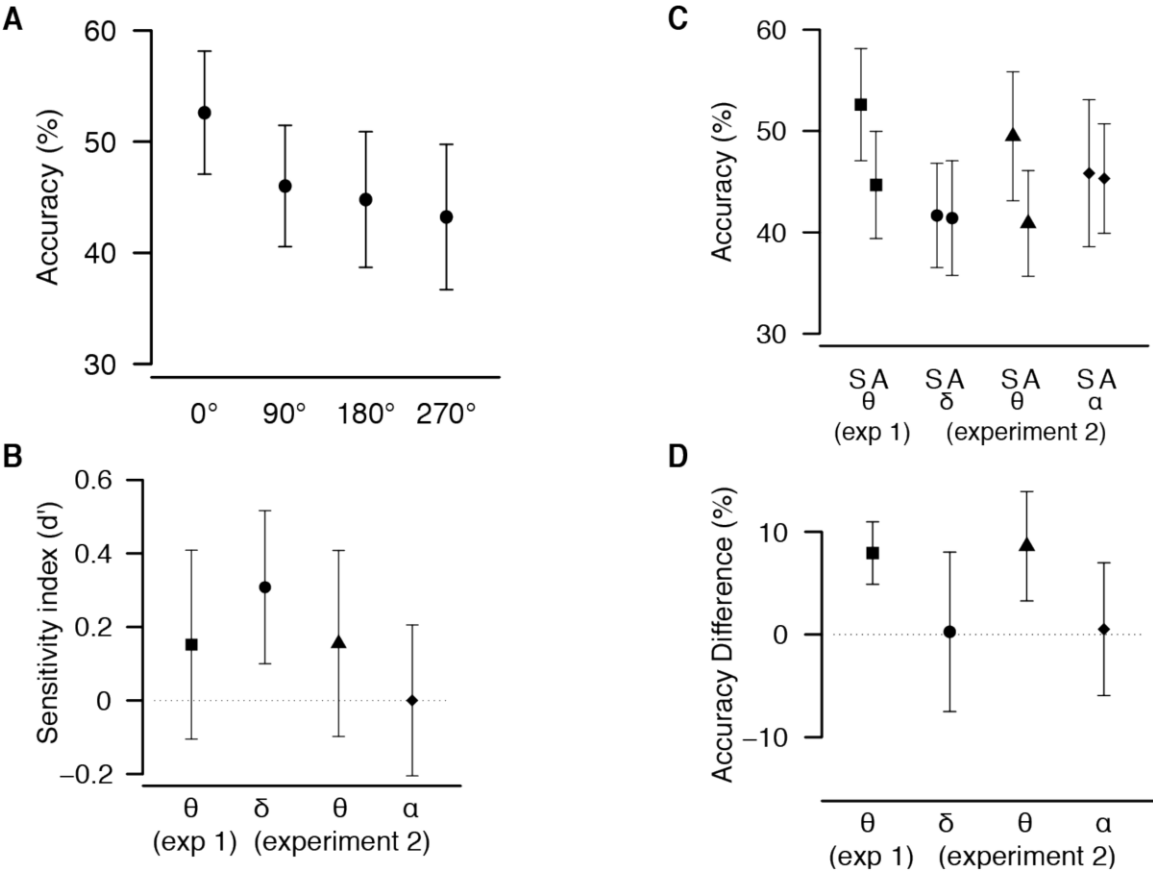 A
60
50
40
30
Accuracy (%)
0° 90° 180° 270°
B
0.6
0.4
0.2
0
−0.2
Sensitivity index (d')
θ δ θ α
(exp 1) (experiment 2)
C
60
50
40
30
Accuracy (%)
S A S A S A S A
θ δ θ α
(exp 1) (experiment 2)
D
10
0
−10
Accuracy Difference (%)
θ δ θ α
(exp 1) (experiment 2)